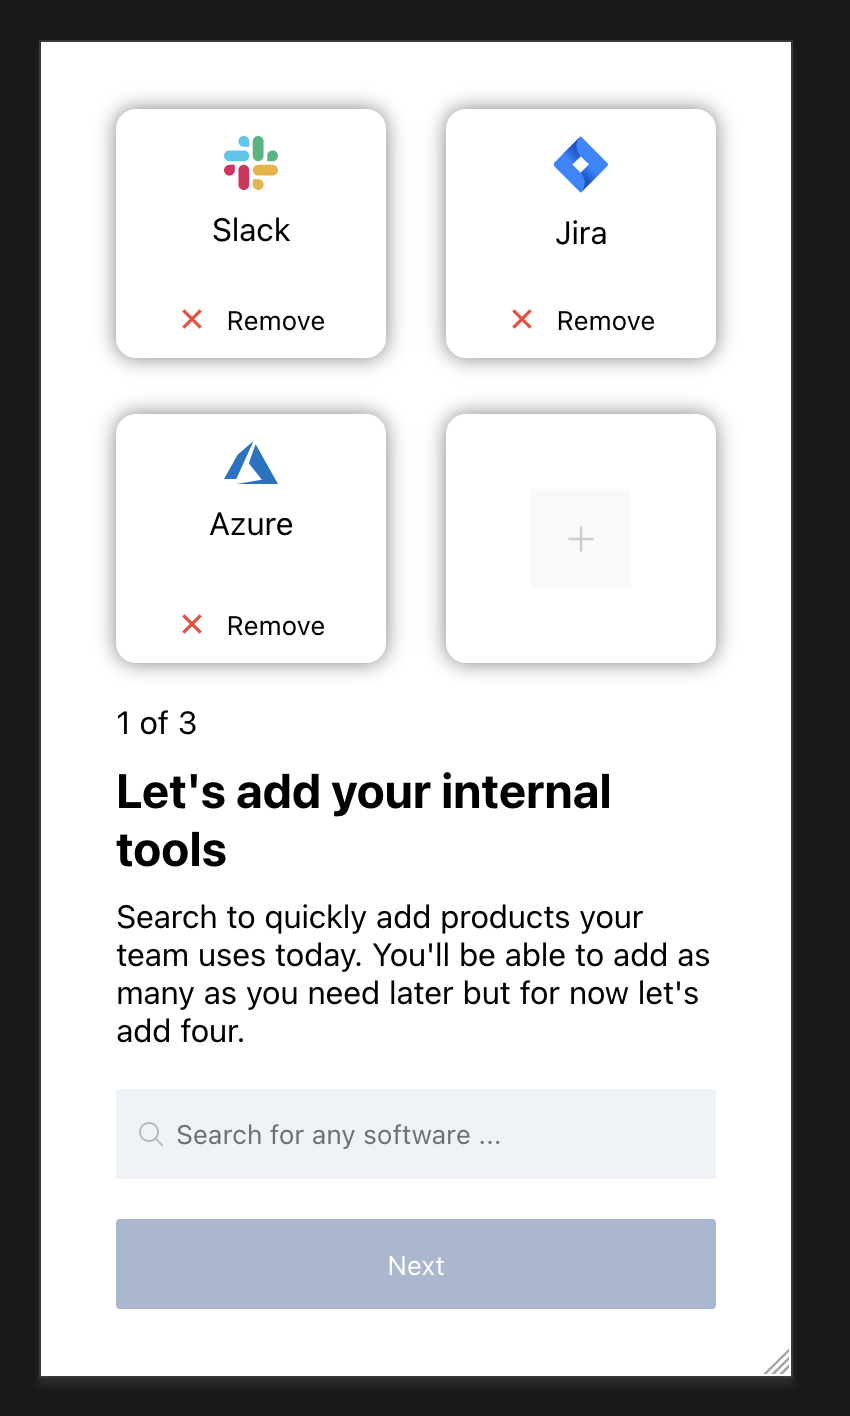 Slack
Jira
Remove
Remove
Azure
Remove
1 of 3
Let's add your internal
tools
Search to quickly add products your
team uses today. You'll be able to add as
many as you need later but for now let's
add four.
Search for any software ...
Next